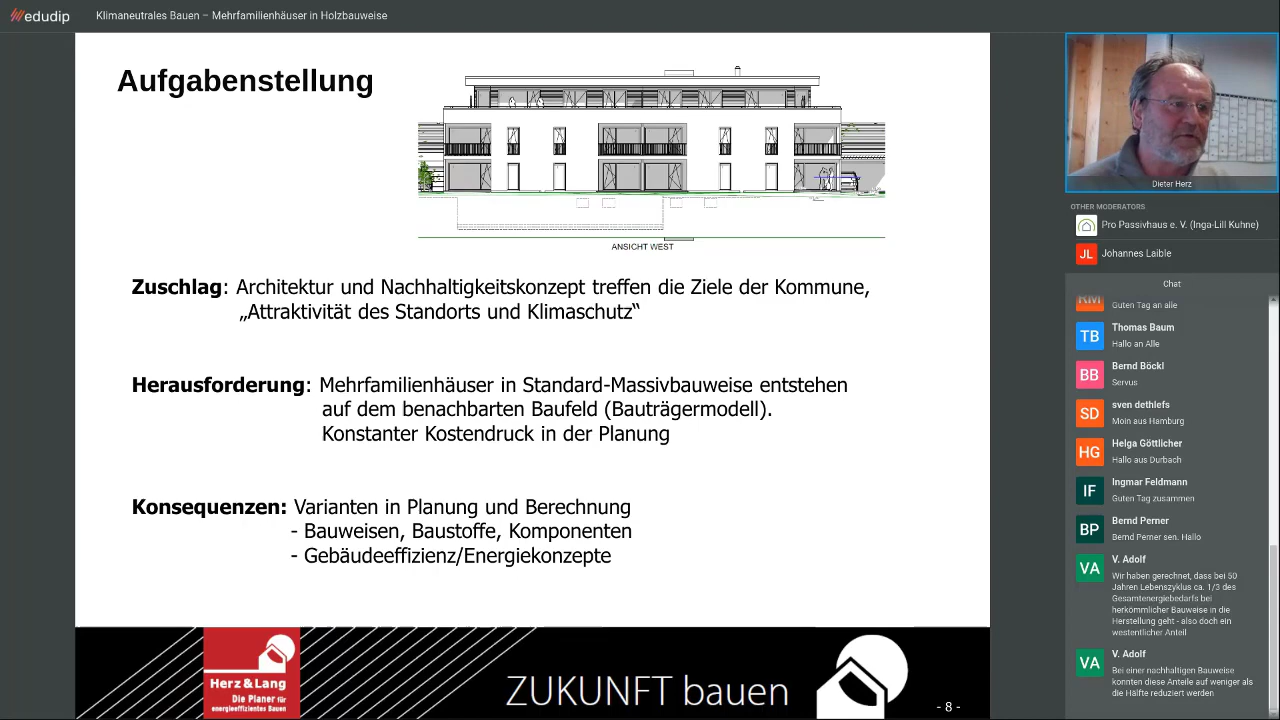 edudip
Klimaneutrales Bauen – Mehrfamilienhäuser in Holzbauweise
Aufgabenstellung
ANSICHT WEST
Zuschlag: Architektur und Nachhaltigkeitskonzept treffen die Ziele der Kommune,
„Attraktivität des Standorts und Klimaschutz“
Herausforderung: Mehrfamilienhäuser in Standard-Massivbauweise entstehen
auf dem benachbarten Baufeld (Bauträgermodell).
Konstanter Kostendruck in der Planung
Konsequenzen: Varianten in Planung und Berechnung
- Bauweisen, Baustoffe, Komponenten
- Gebäudeeffizienz/Energiekonzepte
Herz & Lang
Die Planer für
energieeffizientes Bauen
ZUKUNFT bauen
- 8 -
Dieter Herz
OTHER MODERATORS
Pro Passivhaus e. V. (Inga-Lill Kuhne)
JL
Johannes Laible
Chat
RM
Guten Tag an alle
TB
Thomas Baum
Hallo an Alle
BB
Bernd Böckl
Servus
SD
sven dethlefs
Moin aus Hamburg
HG
Helga Göttlicher
Hallo aus Durbach
IF
Ingmar Feldmann
Guten Tag zusammen
BP
Bernd Perner
Bernd Perner sen. Hallo
VA
V. Adolf
Wir haben gerechnet, dass bei 50
Jahren Lebenszyklus ca. 1/3 des
Gesamtenergiebedarfs bei
herkömmlicher Bauweise in die
Herstellung geht - also doch ein
westentlicher Anteil
VA
V. Adolf
Bei einer nachhaltigen Bauweise
konnten diese Anteile auf weniger als
die Hälfte reduziert werden